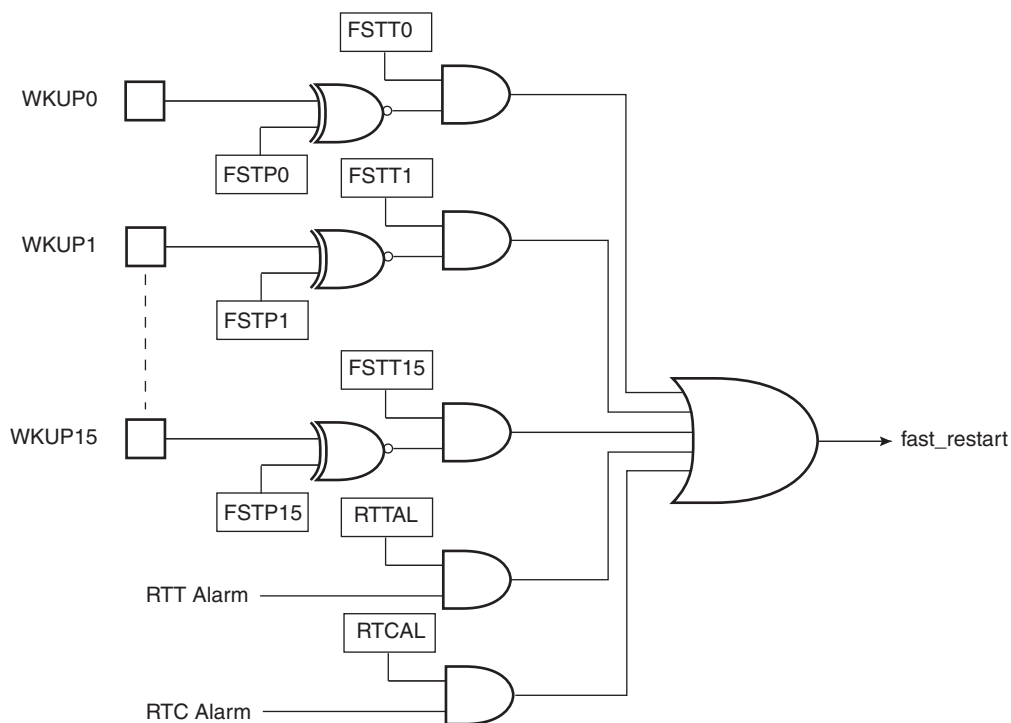 FSTT0
WKUP0
FSTP0
FSTT1
WKUP1
FSTP1
FSTT15
WKUP15
fast_restart
FSTP15
RTTAL
RTT Alarm
RTCAL
RTC Alarm